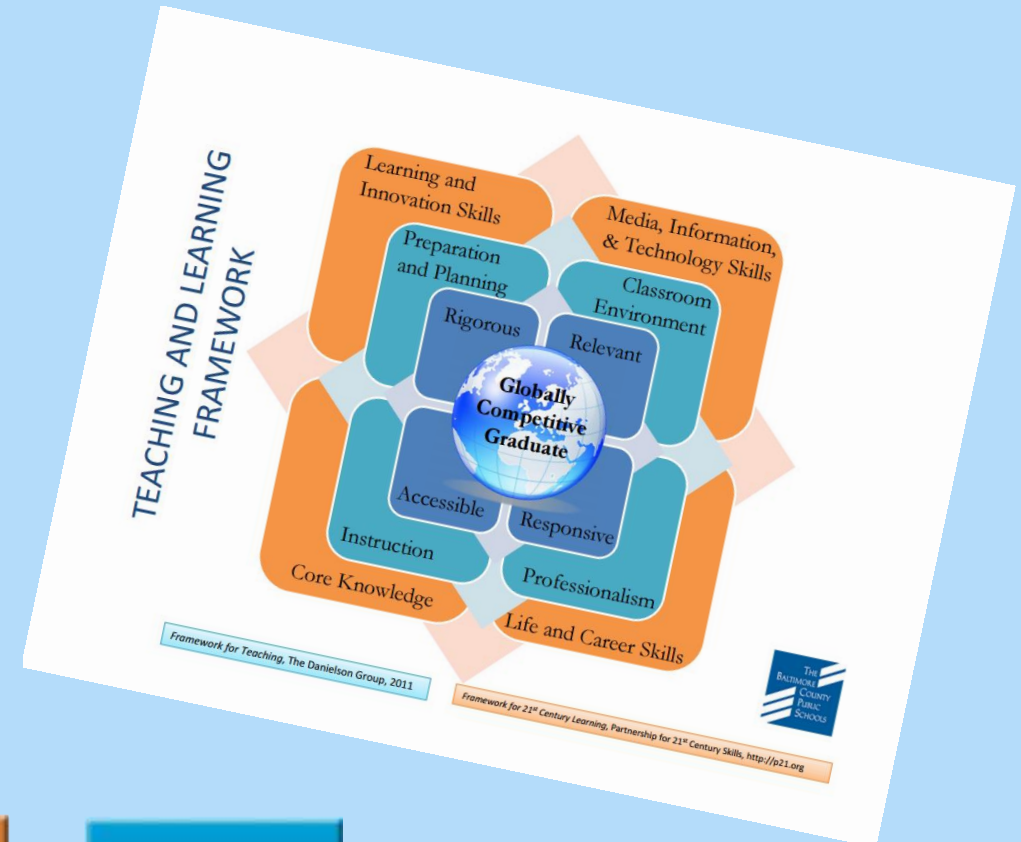 TEACHING AND LEARNING
FRAMEWORK
Learning and
Innovation Skills
Media, Information,
& Technology Skills
Preparation
and Planning
Classroom
Environment
Rigorous
Relevant
Globally
Competitive
Graduate
Accessible
Responsive
Instruction
Professionalism
Core Knowledge
Life and Career Skills
Framework for Teaching, The Danielson Group, 2011
Framework for 21st Century Learning, Partnership for 21st Century Skills, http://p21.org
THE
BALTIMORE
COUNTY
PUBLIC
SCHOOLS